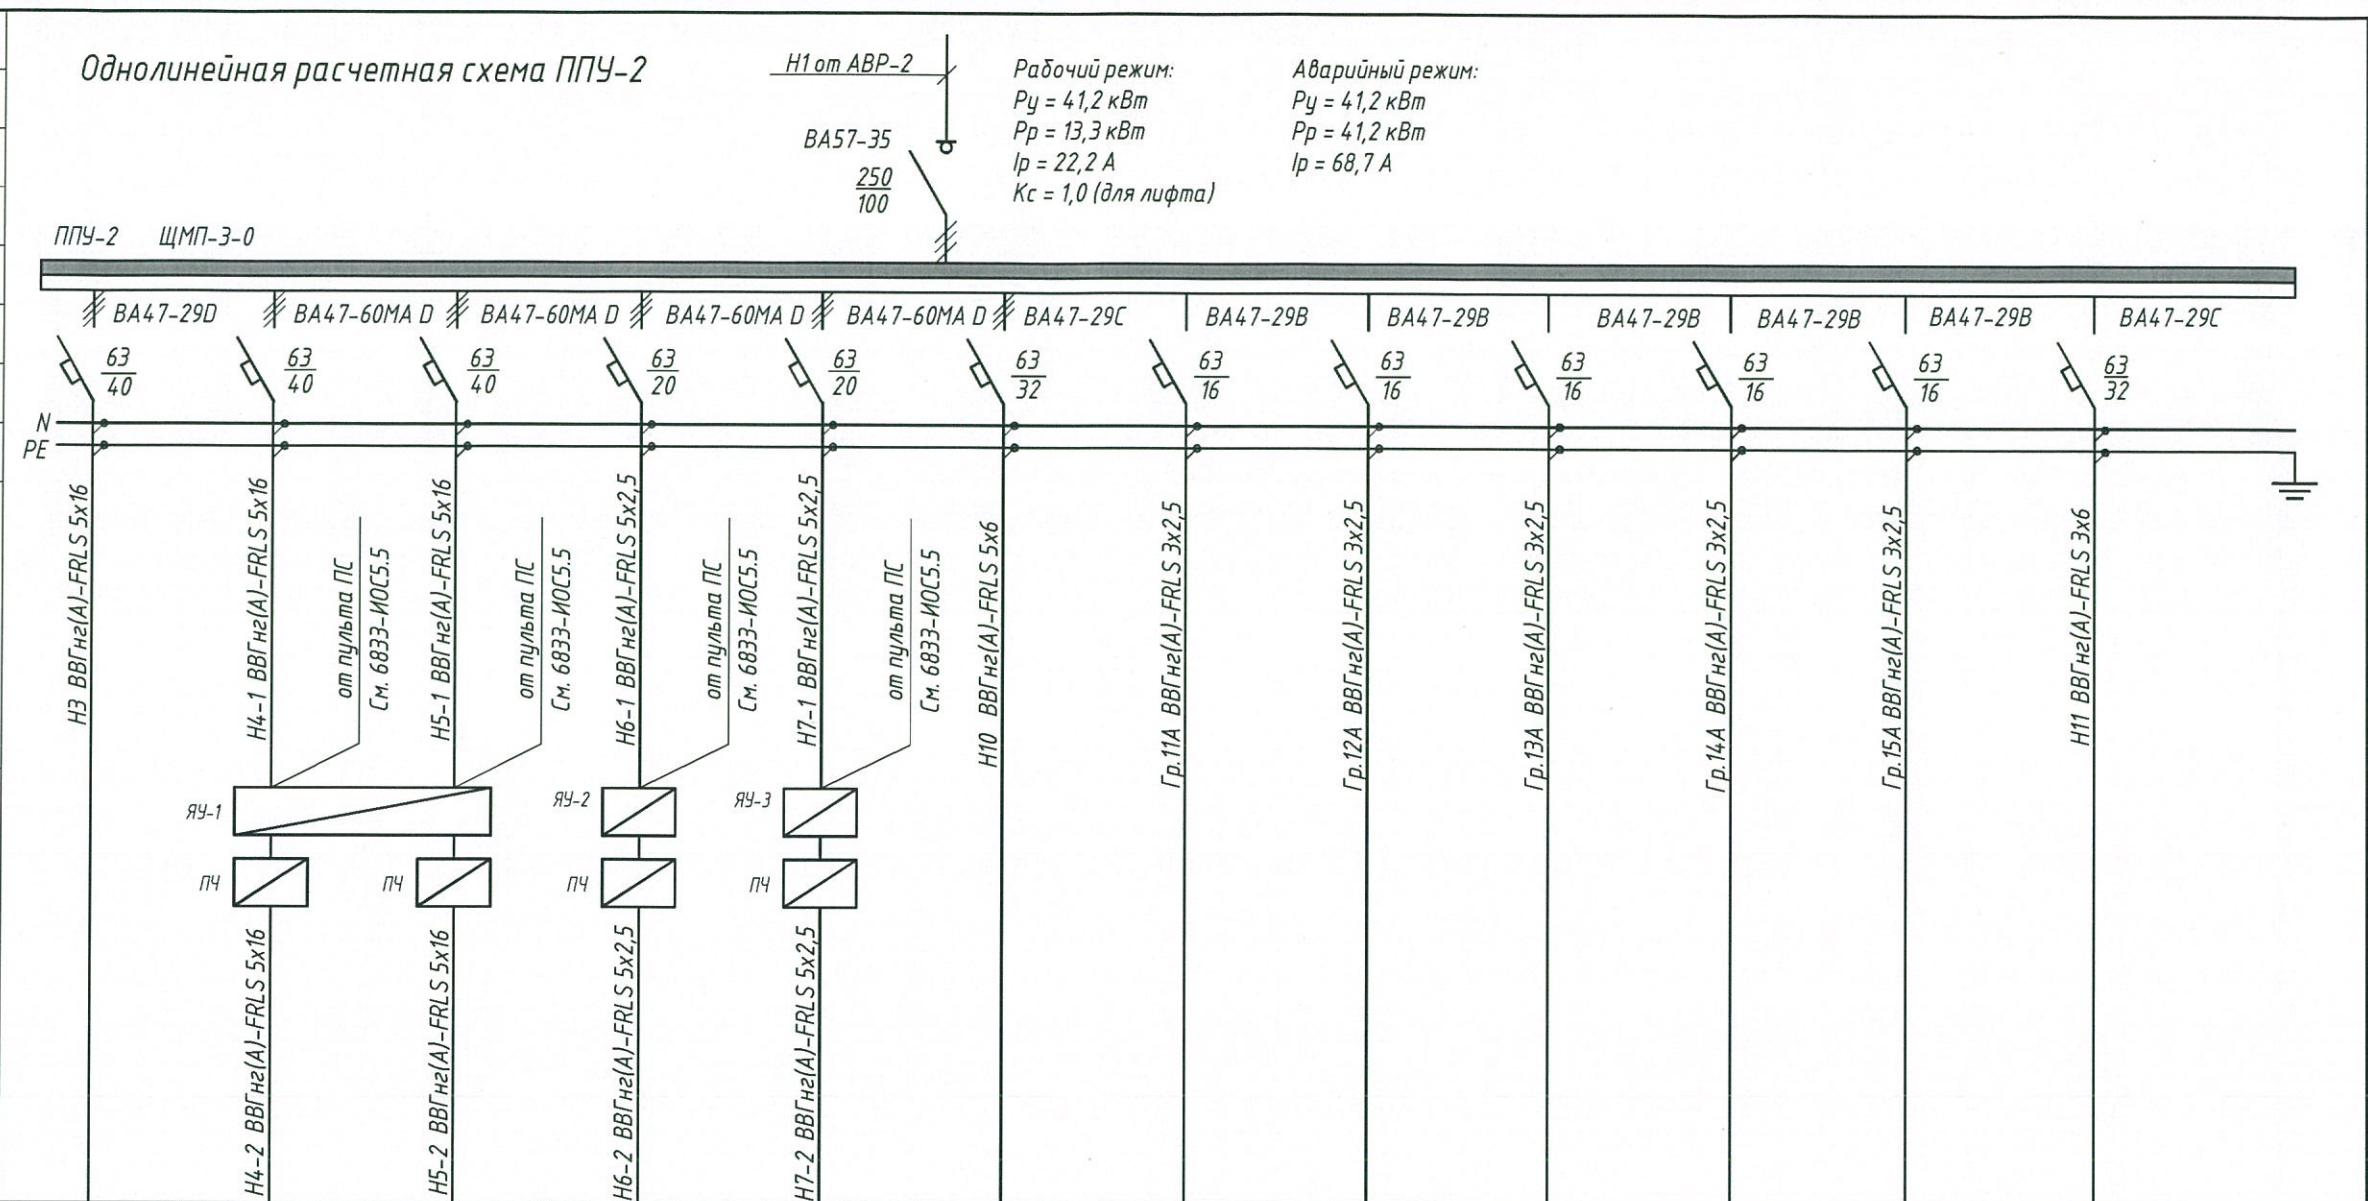 Однолинейная расчетная схема ППУ-2
Н1 от АВР-2
ВА57-35
250
100
Рабочий режим:
Ру = 41,2 кВт
Рр = 13,3 кВт
Iр = 22,2 А
Кс = 1,0 (для лифта)
Аварийный режим:
Ру = 41,2 кВт
Рр = 41,2 кВт
Iр = 68,7 А
ППУ-2 ЩМП-3-0
ВА47-29D
63
40
ВА47-60МА D
63
40
ВА47-60МА D
63
40
ВА47-60МА D
63
20
ВА47-60МА D
63
20
ВА47-29С
63
32
ВА47-29В
63
16
ВА47-29В
63
16
ВА47-29В
63
16
ВА47-29В
63
16
ВА47-29В
63
16
ВА47-29С
63
32
N
PE
Н3 ВВГнг(А)-FRLS 5х16
Н4-1 ВВГнг(А)-FRLS 5х16
от пульта ПС
См. 6833-ИОС5.5
Н5-1 ВВГнг(А)-FRLS 5х16
от пульта ПС
См. 6833-ИОС5.5
Н6-1 ВВГнг(А)-FRLS 5х2,5
от пульта ПС
См. 6833-ИОС5.5
Н7-1 ВВГнг(А)-FRLS 5х2,5
от пульта ПС
См. 6833-ИОС5.5
Н10 ВВГнг(А)-FRLS 5х6
Гр.11А ВВГнг(А)-FRLS 3х2,5
Гр.12А ВВГнг(А)-FRLS 3х2,5
Гр.13А ВВГнг(А)-FRLS 3х2,5
Гр.14А ВВГнг(А)-FRLS 3х2,5
Гр.15А ВВГнг(А)-FRLS 3х2,5
Н11 ВВГнг(А)-FRLS 3х6
ЯУ-1
ЯУ-2
ЯУ-3
ПЧ
ПЧ
ПЧ
ПЧ
Н4-2 ВВГнг(А)-FRLS 5х16
Н5-2 ВВГнг(А)-FRLS 5х16
Н6-2 ВВГнг(А)-FRLS 5х2,5
Н7-2 ВВГнг(А)-FRLS 5х2,5